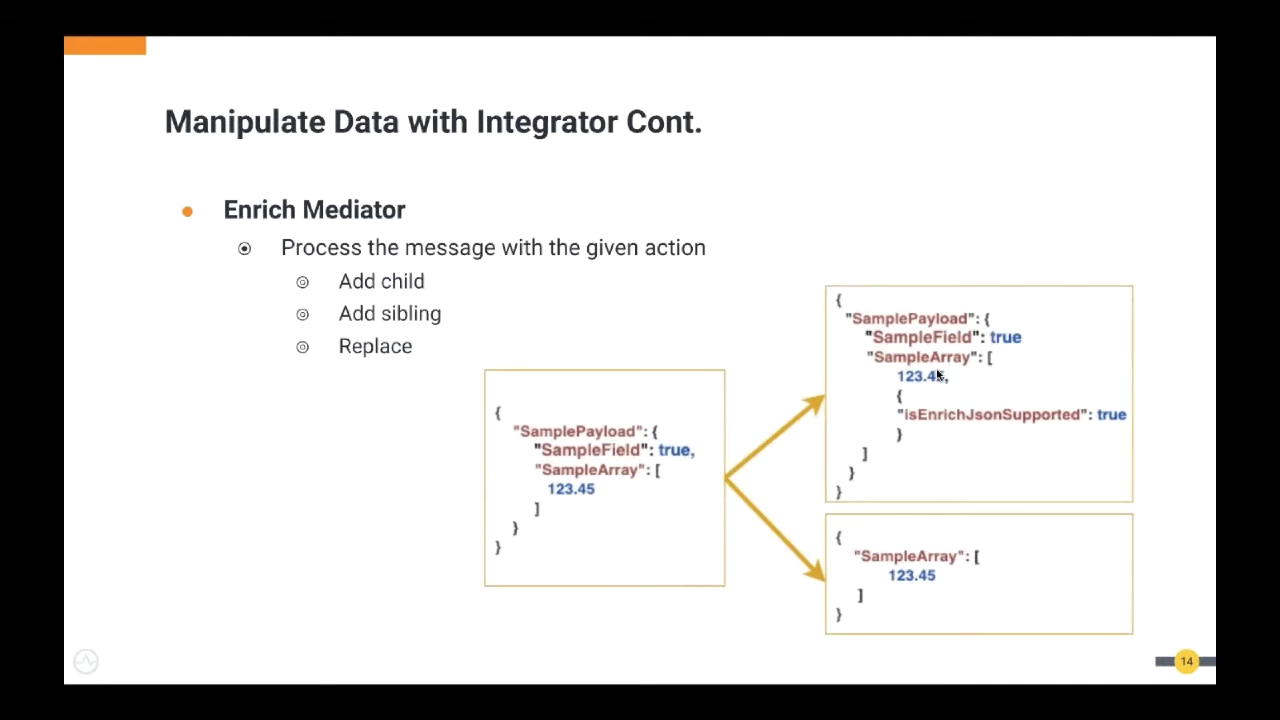 Manipulate Data with Integrator Cont.
Enrich Mediator
Process the message with the given action
Add child
Add sibling
Replace
{
"SamplePayload": {
"SampleField": true,
"SampleArray": [
123.45
]
}
}
{
"SamplePayload": {
"SampleField": true
"SampleArray": [
123.45,
{
"isEnrichJsonSupported": true
}
]
}
}
{
"SampleArray": [
123.45
]
}
14